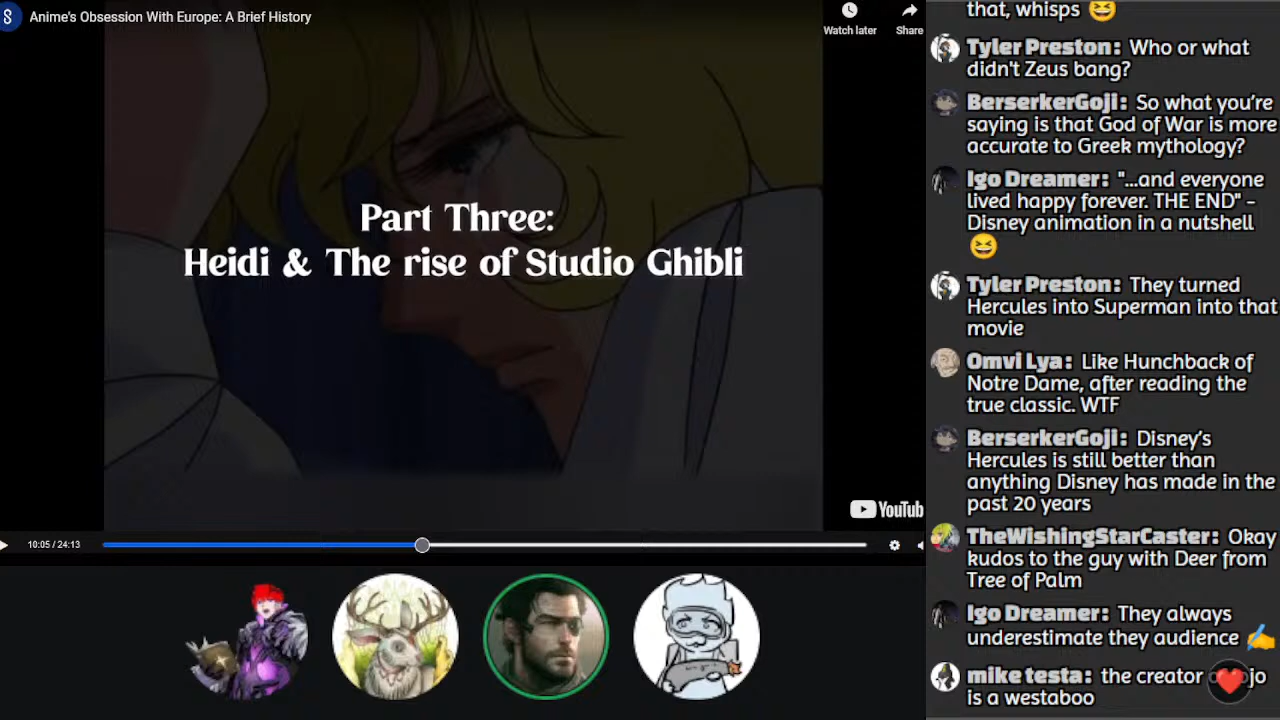 Anime's Obsession With Europe: A Brief History
Watch later
Share
Part Three:
Heidi & The rise of Studio Ghibli
YouTub
10:05 / 24:13
that, whisps 😆
Tyler Preston: Who or what
didn't Zeus bang?
BerserkerGoji: So what you're
saying is that God of War is more
accurate to Greek mythology?
Igo Dreamer: "...and everyone
lived happy forever. THE END" -
Disney animation in a nutshell
😆
Tyler Preston: They turned
Hercules into Superman into that
movie
Omvi Lya: Like Hunchback of
Notre Dame, after reading the
true classic. WTF
BerserkerGoji: Disney's
Hercules is still better than
anything Disney has made in the
past 20 years
TheWishingStarCaster: Okay
kudos to the guy with Deer from
Tree of Palm
Igo Dreamer: They always
underestimate they audience ✍️
mike testa: the creator
is a westaboo